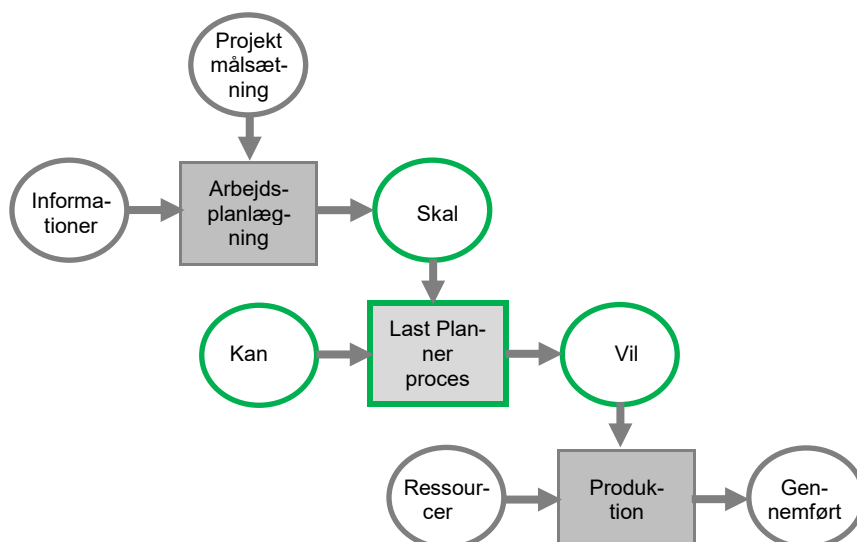 Projekt
målsæt-
ning
Informa-
tioner
Arbejds-
planlæg-
ning
Skal
Kan
Last Plan-
ner
proces
Vil
Ressour-
cer
Produk-
tion
Gen-
nemført